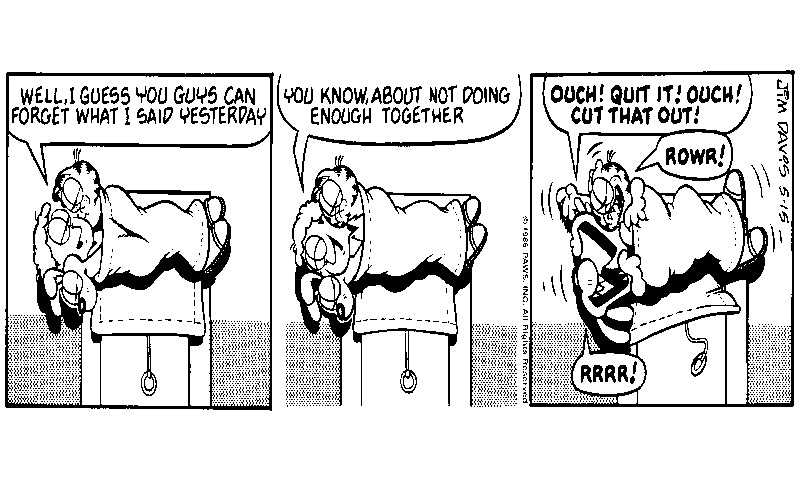 WELL, I GUESS YOU GUYS CAN
FORGET WHAT I SAID YESTERDAY
YOU KNOW, ABOUT NOT DOING
ENOUGH TOGETHER
© 1986 PAWS, INC. All Rights Reserved
OUCH! QUIT IT! OUCH!
CUT THAT OUT!
ROWR!
RRRR!
JIM DAVIS 5-15